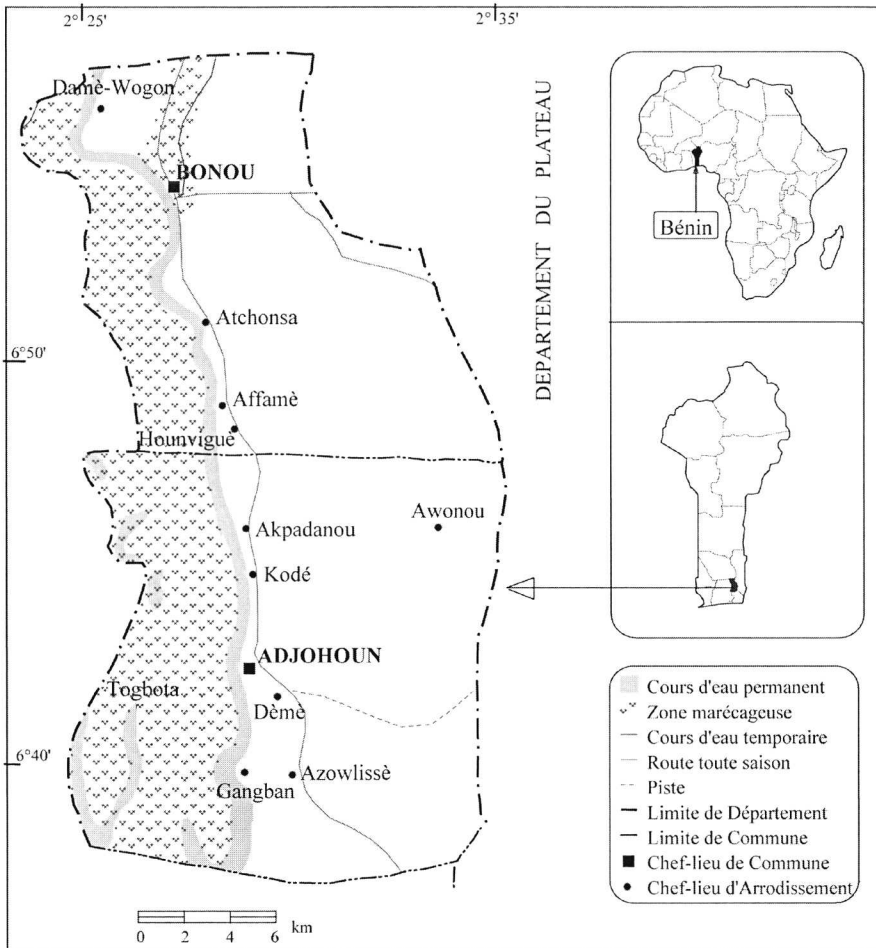 2° 25'
2° 35'
Damè-Wogon
BONOU
Atchonsa
6°50'
Affamè
Hounvigue
Akpadanou
Awonou
Kodé
ADJOHOUN
Togbota
Dèmè
6°40'
Gangban
Azowlissè
0 2 4 6 km
DEPARTEMENT DU PLATEAU
Bénin
Cours d'eau permanent
Zone marécageuse
Cours d'eau temporaire
Route toute saison
Piste
Limite de Département
Limite de Commune
Chef-lieu de Commune
Chef-lieu d'Arrodissement